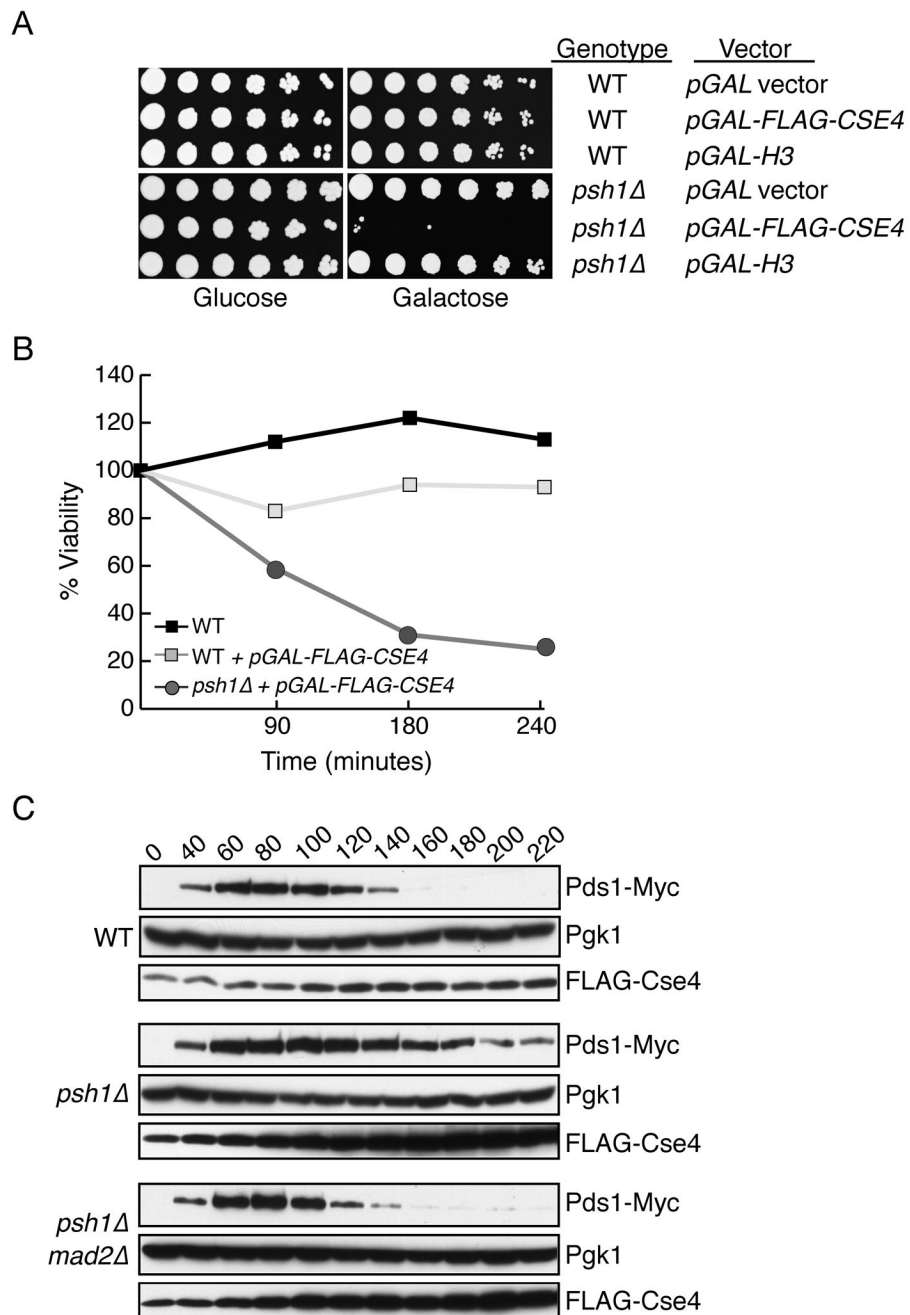 A
Genotype Vector
WT pGAL vector
WT pGAL-FLAG-CSE4
WT pGAL-H3
psh1Δ pGAL vector
psh1Δ pGAL-FLAG-CSE4
psh1Δ pGAL-H3
Glucose Galactose
B
140
120
100
80
60
40
20
0
% Viability
WT
WT + pGAL-FLAG-CSE4
psh1Δ + pGAL-FLAG-CSE4
90 180 240
Time (minutes)
C
0 40 60 80 100 120 140 160 180 200 220
Pds1-Myc
WT Pgk1
FLAG-Cse4
Pds1-Myc
psh1Δ Pgk1
FLAG-Cse4
Pds1-Myc
psh1Δ
mad2Δ Pgk1
FLAG-Cse4